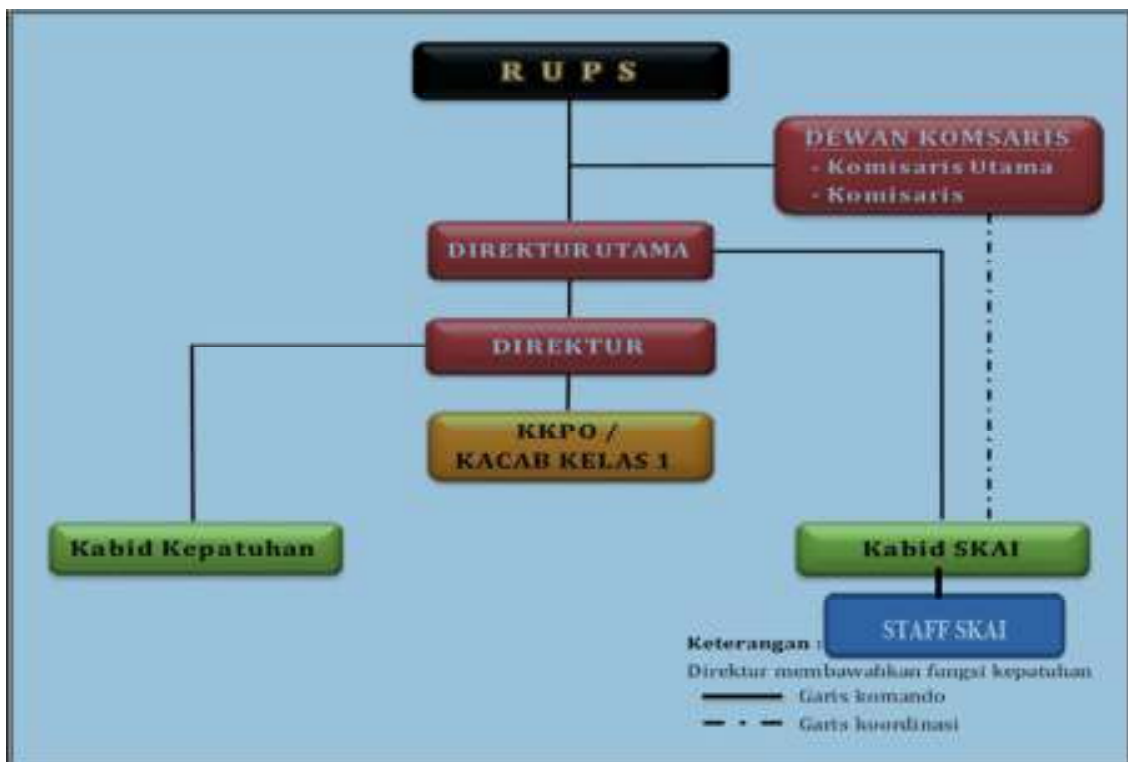 R U P S
DEWAN KOMSARIS
- Komisaris Utama
- Komisaris
DIREKTUR UTAMA
DIREKTUR
KKPO /
KACAB KELAS 1
Kabid Kepatuhan
Kabid SKAI
STAFF SKAI
Keterangan :
Direktur membawahkan fungsi kepatuhan
Garis komando
Garis koordinasi